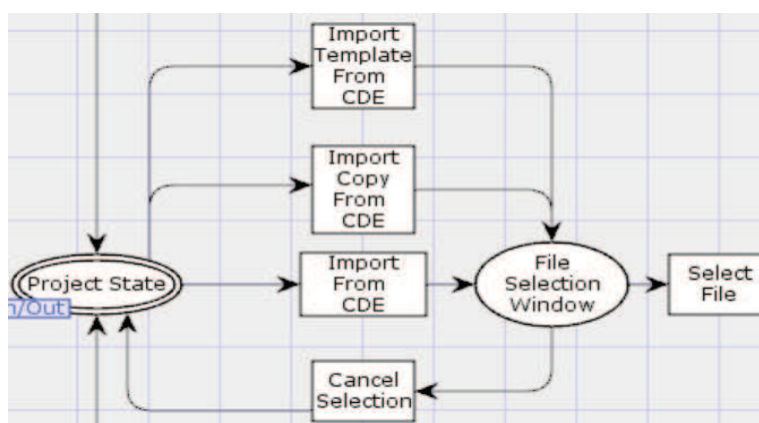 Import
Template
From
CDE
Import
Copy
From
CDE
Project State
Import
From
CDE
File
Selection
Window
Select
File
Cancel
Selection